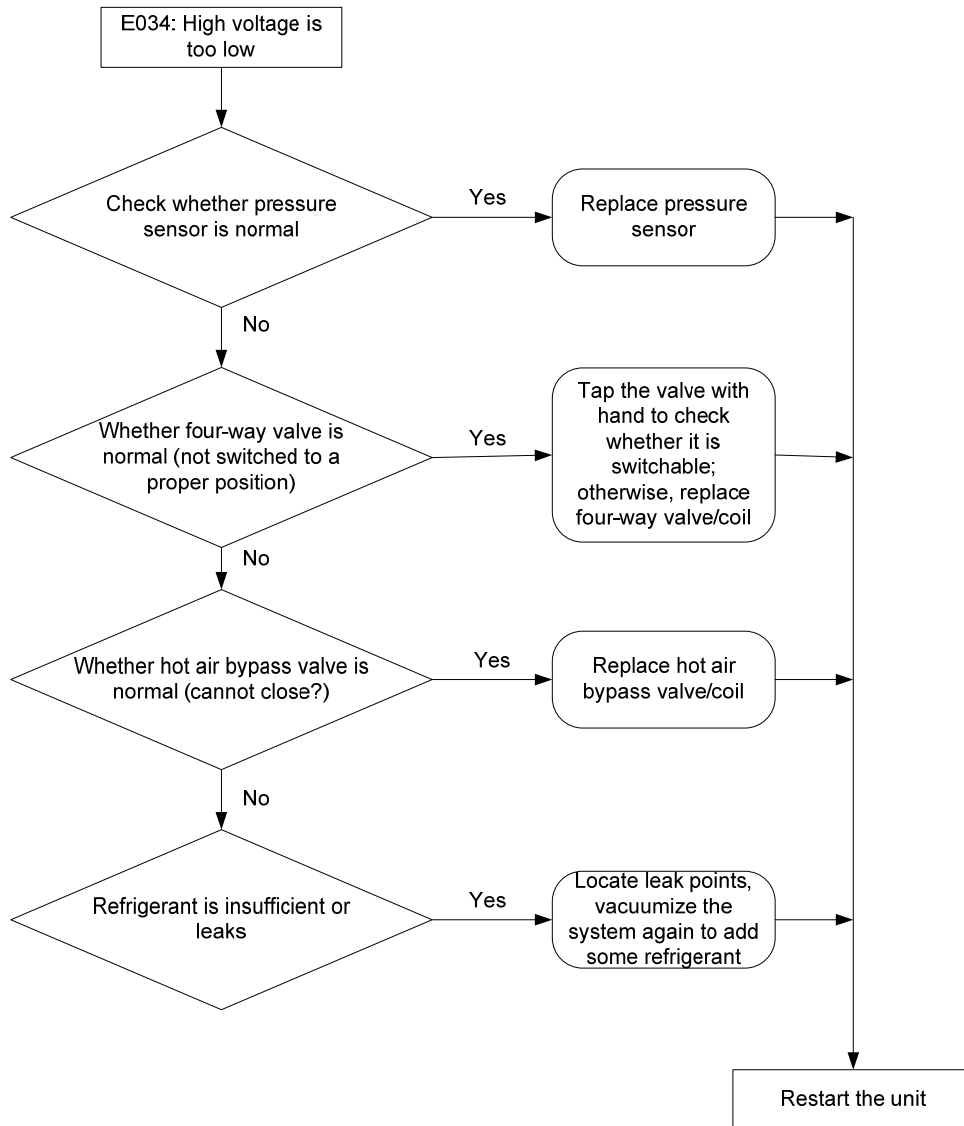 E034: High voltage is
too low
Check whether pressure
sensor is normal
Yes
Replace pressure
sensor
No
Whether four-way valve is
normal (not switched to a
proper position)
Yes
Tap the valve with
hand to check
whether it is
switchable;
otherwise, replace
four-way valve/coil
No
Whether hot air bypass valve is
normal (cannot close?)
Yes
Replace hot air
bypass valve/coil
No
Refrigerant is insufficient or
leaks
Yes
Locate leak points,
vacuumize the
system again to add
some refrigerant
Restart the unit